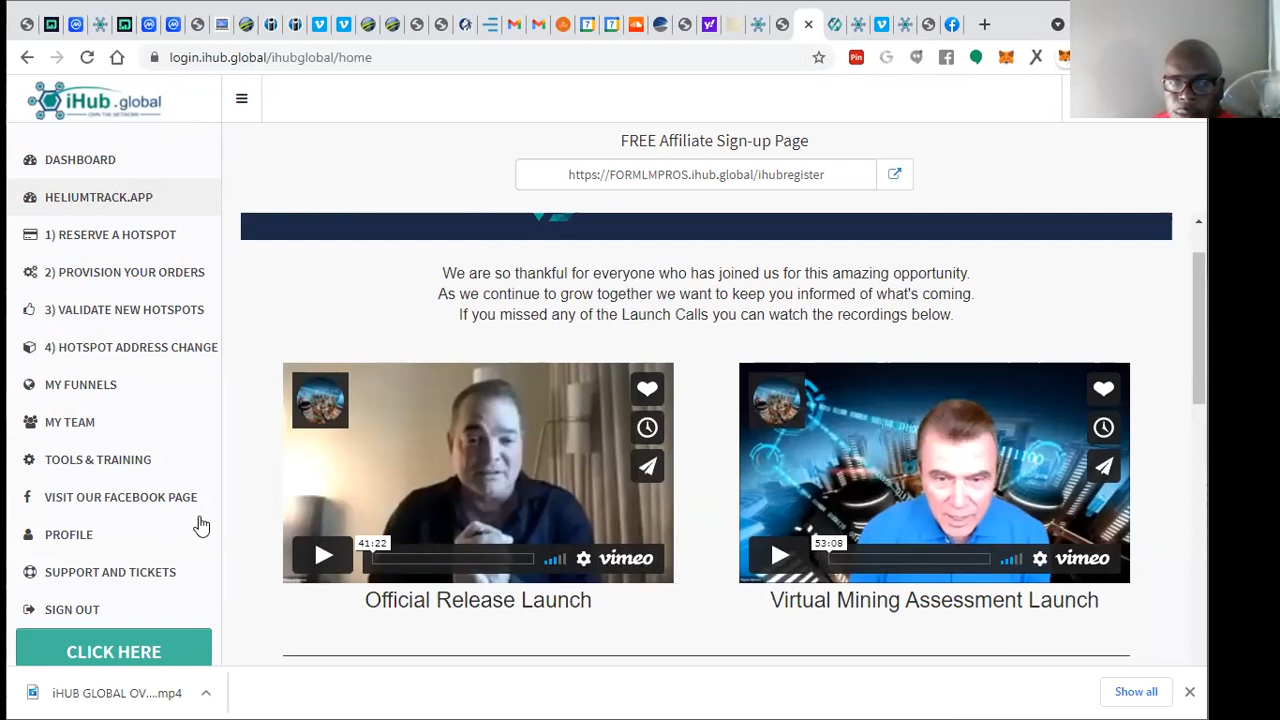 login.ihub.global/ihubglobal/home
Pin
iHub.global
OWN THE NETWORK
DASHBOARD
HELIUMTRACK.APP
1) RESERVE A HOTSPOT
2) PROVISION YOUR ORDERS
3) VALIDATE NEW HOTSPOTS
4) HOTSPOT ADDRESS CHANGE
MY FUNNELS
MY TEAM
TOOLS & TRAINING
VISIT OUR FACEBOOK PAGE
PROFILE
SUPPORT AND TICKETS
SIGN OUT
CLICK HERE
FREE Affiliate Sign-up Page
https://FORMLMPROS.ihub.global/ihubregister
We are so thankful for everyone who has joined us for this amazing opportunity.
As we continue to grow together we want to keep you informed of what's coming.
If you missed any of the Launch Calls you can watch the recordings below.
41:22
vimeo
Official Release Launch
53:08
vimeo
Virtual Mining Assessment Launch
iHUB GLOBAL OV....mp4
Show all